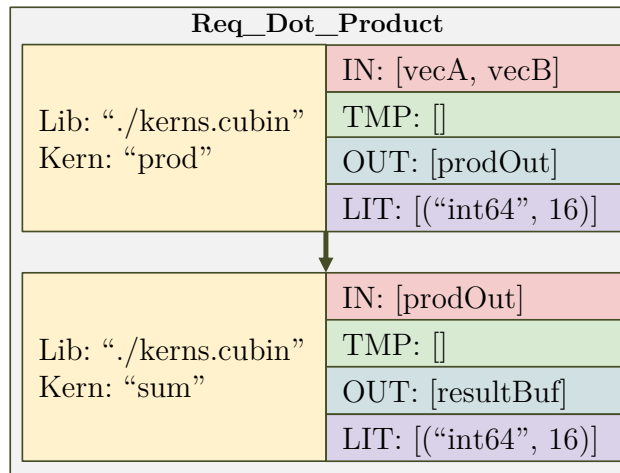 Req_Dot_Product
Lib: “./kerns.cubin”
Kern: “prod”
IN: [vecA, vecB]
TMP: []
OUT: [prodOut]
LIT: [(“int64”, 16)]
Lib: “./kerns.cubin”
Kern: “sum”
IN: [prodOut]
TMP: []
OUT: [resultBuf]
LIT: [(“int64”, 16)]